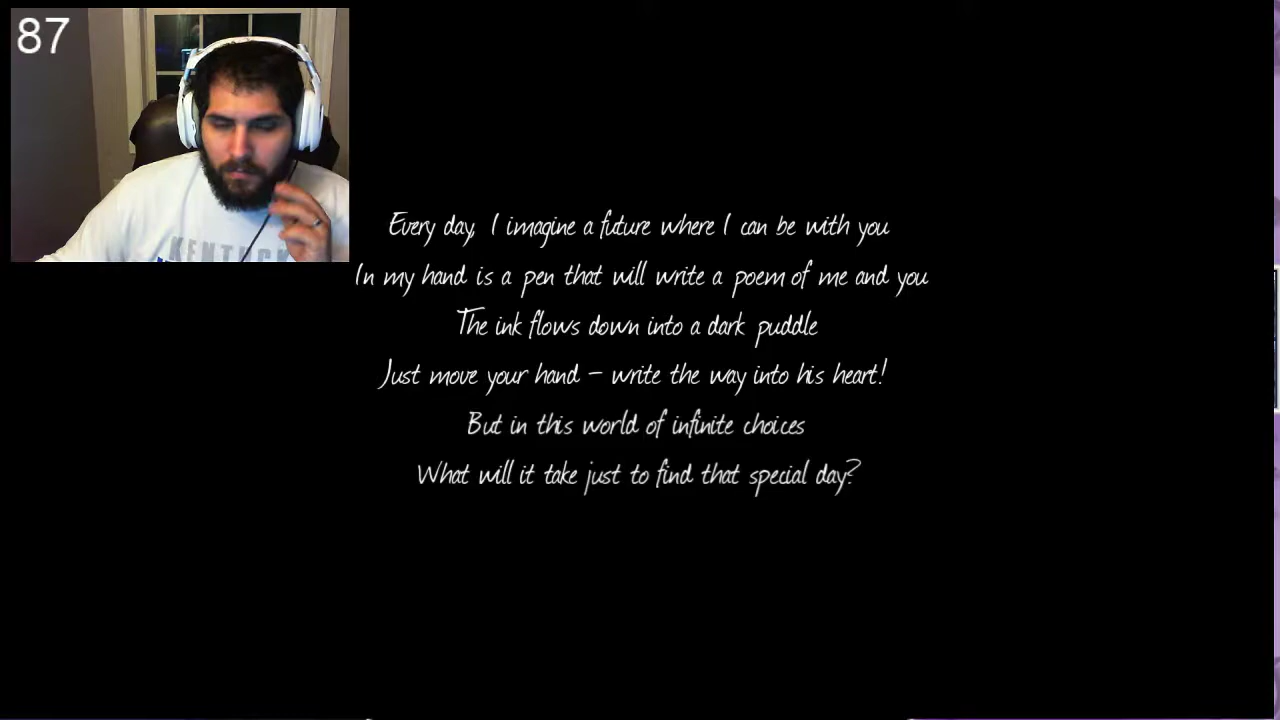 87
KENTUCK
Every day, I imagine a future where I can be with you
In my hand is a pen that will write a poem of me and you
The ink flows down into a dark puddle
Just move your hand – write the way into his heart!
But in this world of infinite choices
What will it take just to find that special day?